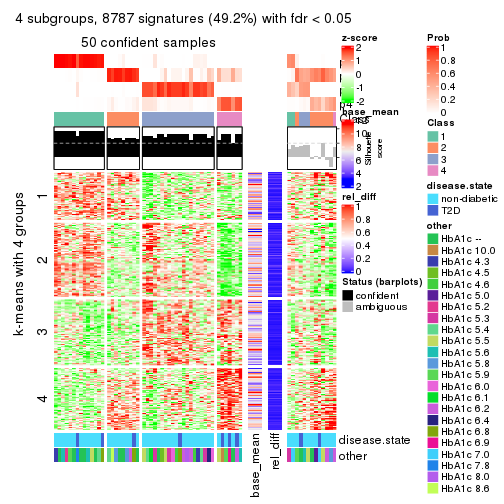 4 subgroups, 8787 signatures (49.2%) with fdr < 0.05
50 confident samples
k-means with 4 groups
1
2
3
4
p4
Class
Silhouette
score
disease.state
other
base_mean
rel_diff
z-score
2
1
0
-1
-2
base_mean
12
10
8
6
4
2
rel_diff
1
0.8
0.6
0.4
0.2
0
Status (barplots)
confident
ambiguous
Prob
1
0.8
0.6
0.4
0.2
0
Class
1
2
3
4
disease.state
non-diabetic
T2D
other
HbA1c --
HbA1c 10.0
HbA1c 4.3
HbA1c 4.5
HbA1c 4.6
HbA1c 5.0
HbA1c 5.2
HbA1c 5.3
HbA1c 5.4
HbA1c 5.5
HbA1c 5.6
HbA1c 5.7
HbA1c 5.8
HbA1c 5.9
HbA1c 6.0
HbA1c 6.1
HbA1c 6.2
HbA1c 6.4
HbA1c 6.8
HbA1c 6.9
HbA1c 7.0
HbA1c 7.8
HbA1c 8.0
HbA1c 8.6